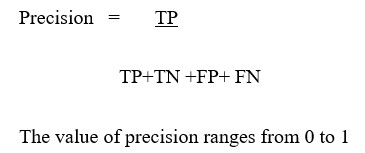 Precision = TP
TP+TN +FP+ FN
The value of precision ranges from 0 to 1